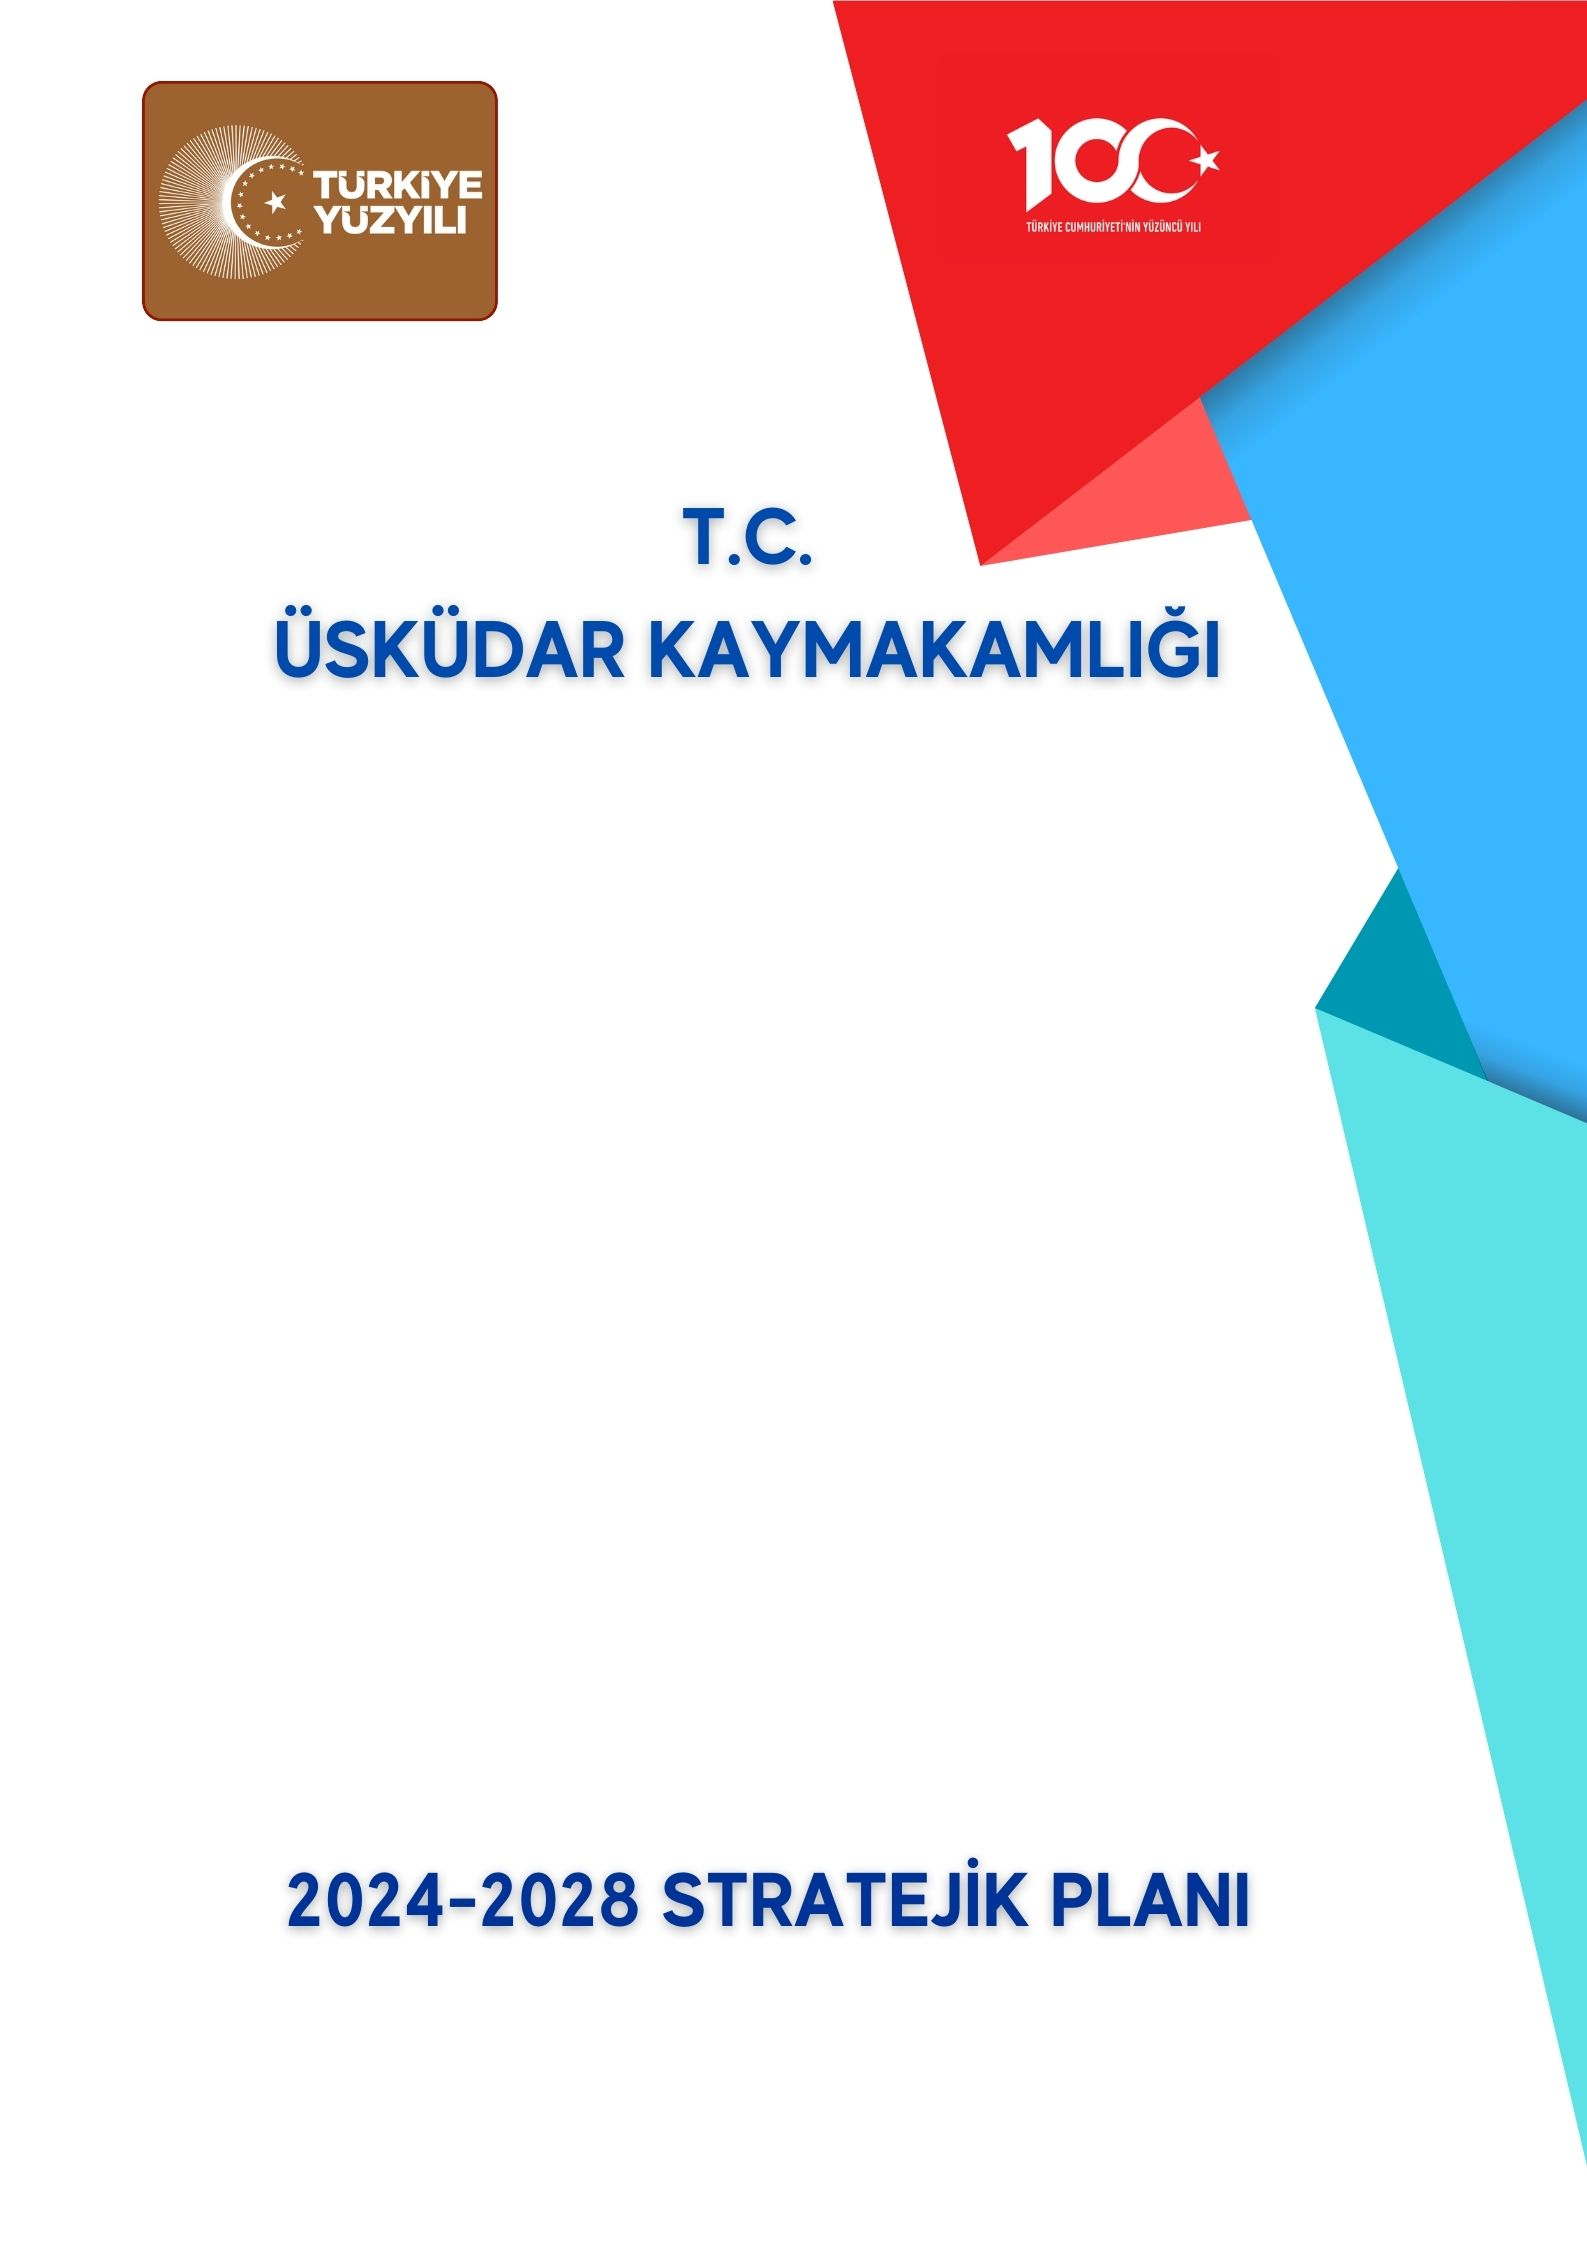 TÜRKİYE
YÜZYILI
100
TÜRKİYE CUMHURİYETİ'NİN YÜZÜNCÜ YILI
T.C.
ÜSKÜDAR KAYMAKAMLIĞI
2024-2028 STRATEJİK PLANI